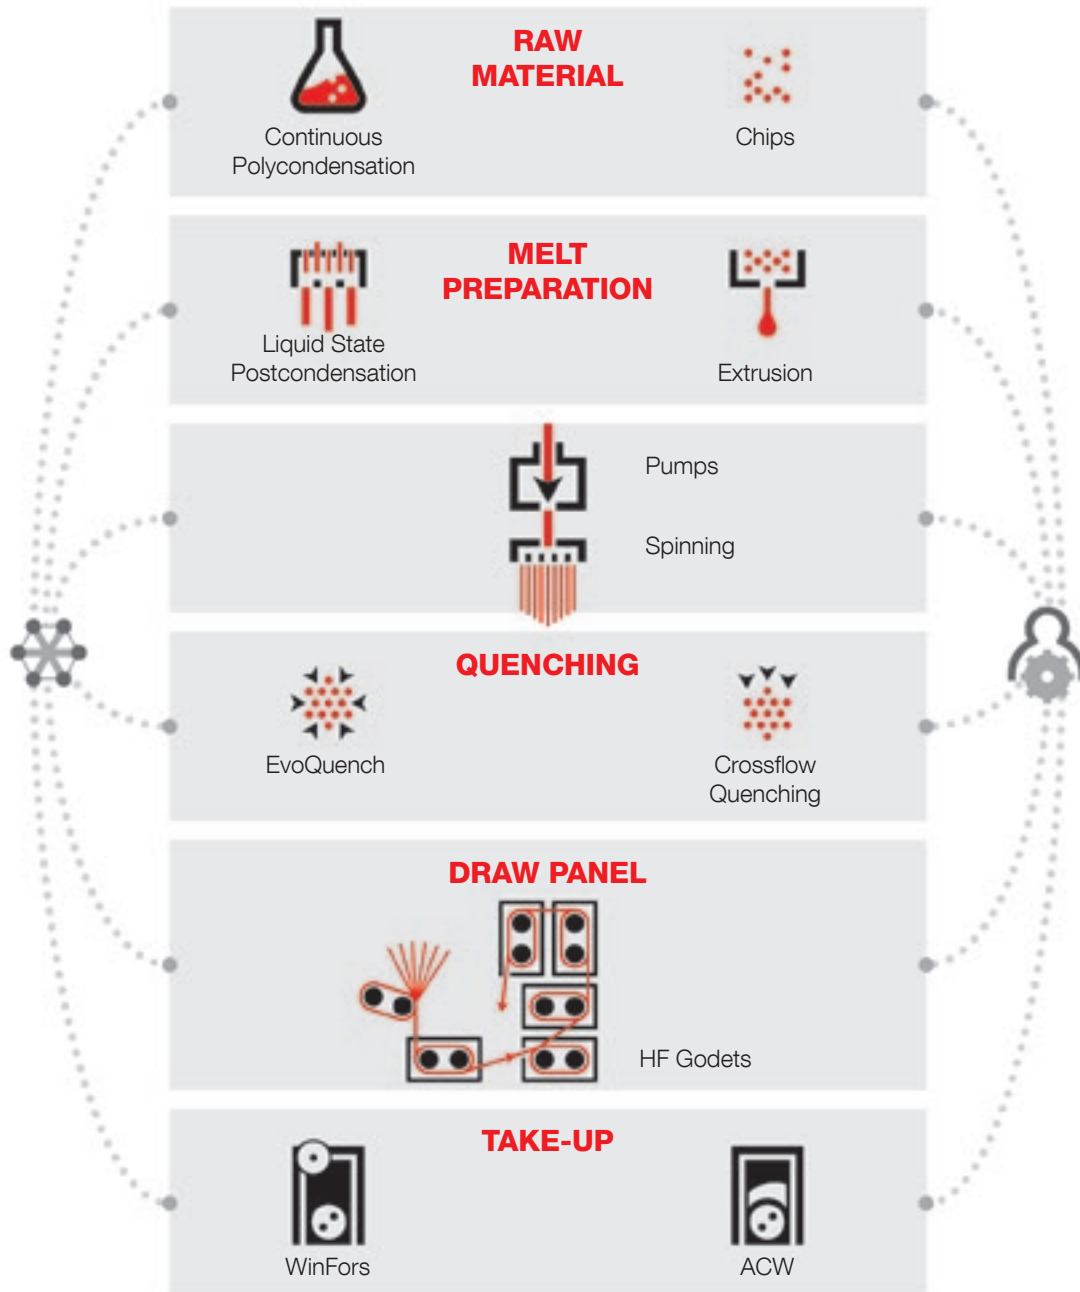 RAW
MATERIAL
Continuous
Polycondensation
Chips
MELT
PREPARATION
Liquid State
Postcondensation
Extrusion
Pumps
Spinning
QUENCHING
EvoQuench
Crossflow
Quenching
DRAW PANEL
HF Godets
TAKE-UP
WinFors
ACW